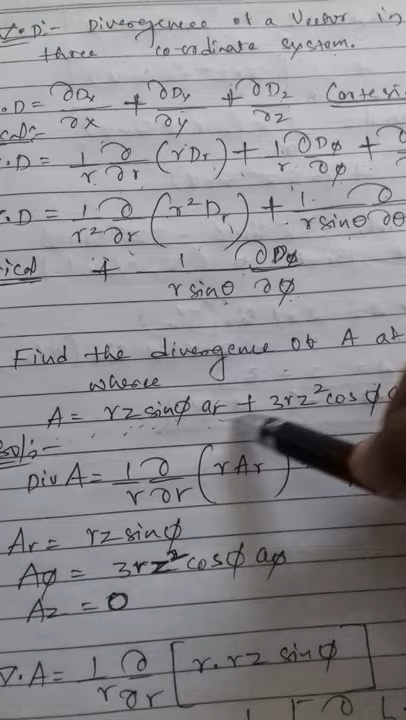 ∇.D:- Divergence of a Vector in
three co-ordinate system.
.D = ∂Dx/∂x + ∂Dy/∂y + ∂Dz/∂z Cartesi
cal:-
.D = 1/r ∂/∂r (rDr) + 1/r ∂Dϕ/∂ϕ + ∂
∇.D = 1/r² ∂/∂r (r²Dr) + 1/r sinθ ∂/∂θ
ical + 1/r sinθ ∂Dϕ/∂ϕ
Find the divergence of A at
where
A = rz sinϕ ar + 3rz² cosϕ a
Sol:-
Div A = 1/r ∂/∂r (rAr)
Ar = rz sinϕ
Aϕ = 3rz² cosϕ aϕ
Az = 0
∇.A = 1/r ∂/∂r [r.rz sinϕ]